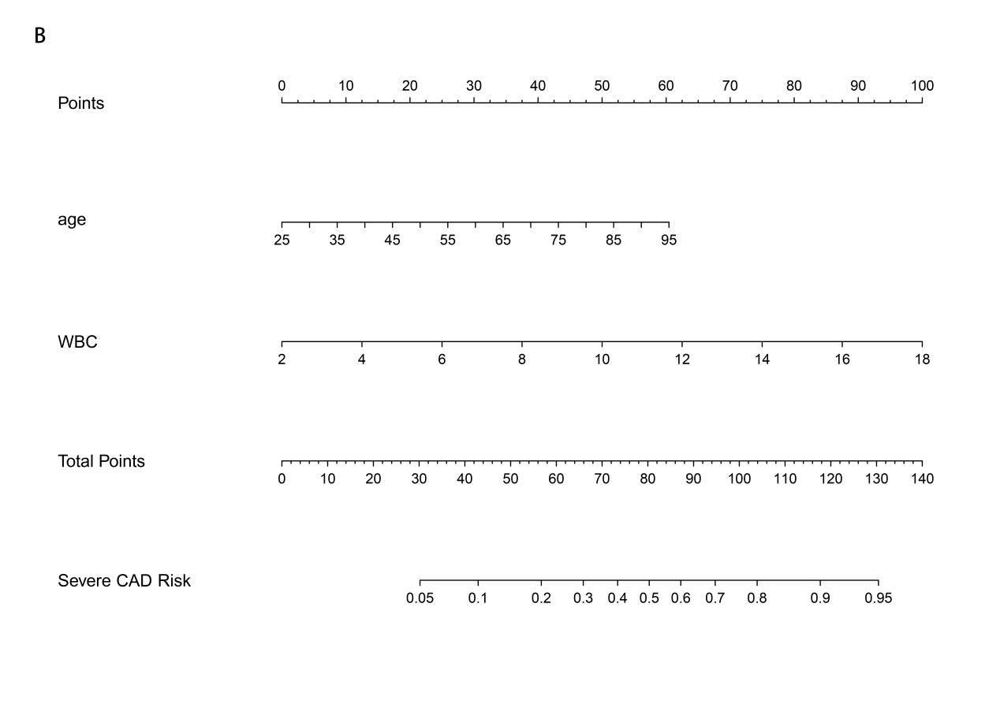 B
0 10 20 30 40 50 60 70 80 90 100
Points
age
25 35 45 55 65 75 85 95
WBC
2 4 6 8 10 12 14 16 18
Total Points
0 10 20 30 40 50 60 70 80 90 100 110 120 130 140
Severe CAD Risk
0.05 0.1 0.2 0.3 0.4 0.5 0.6 0.7 0.8 0.9 0.95